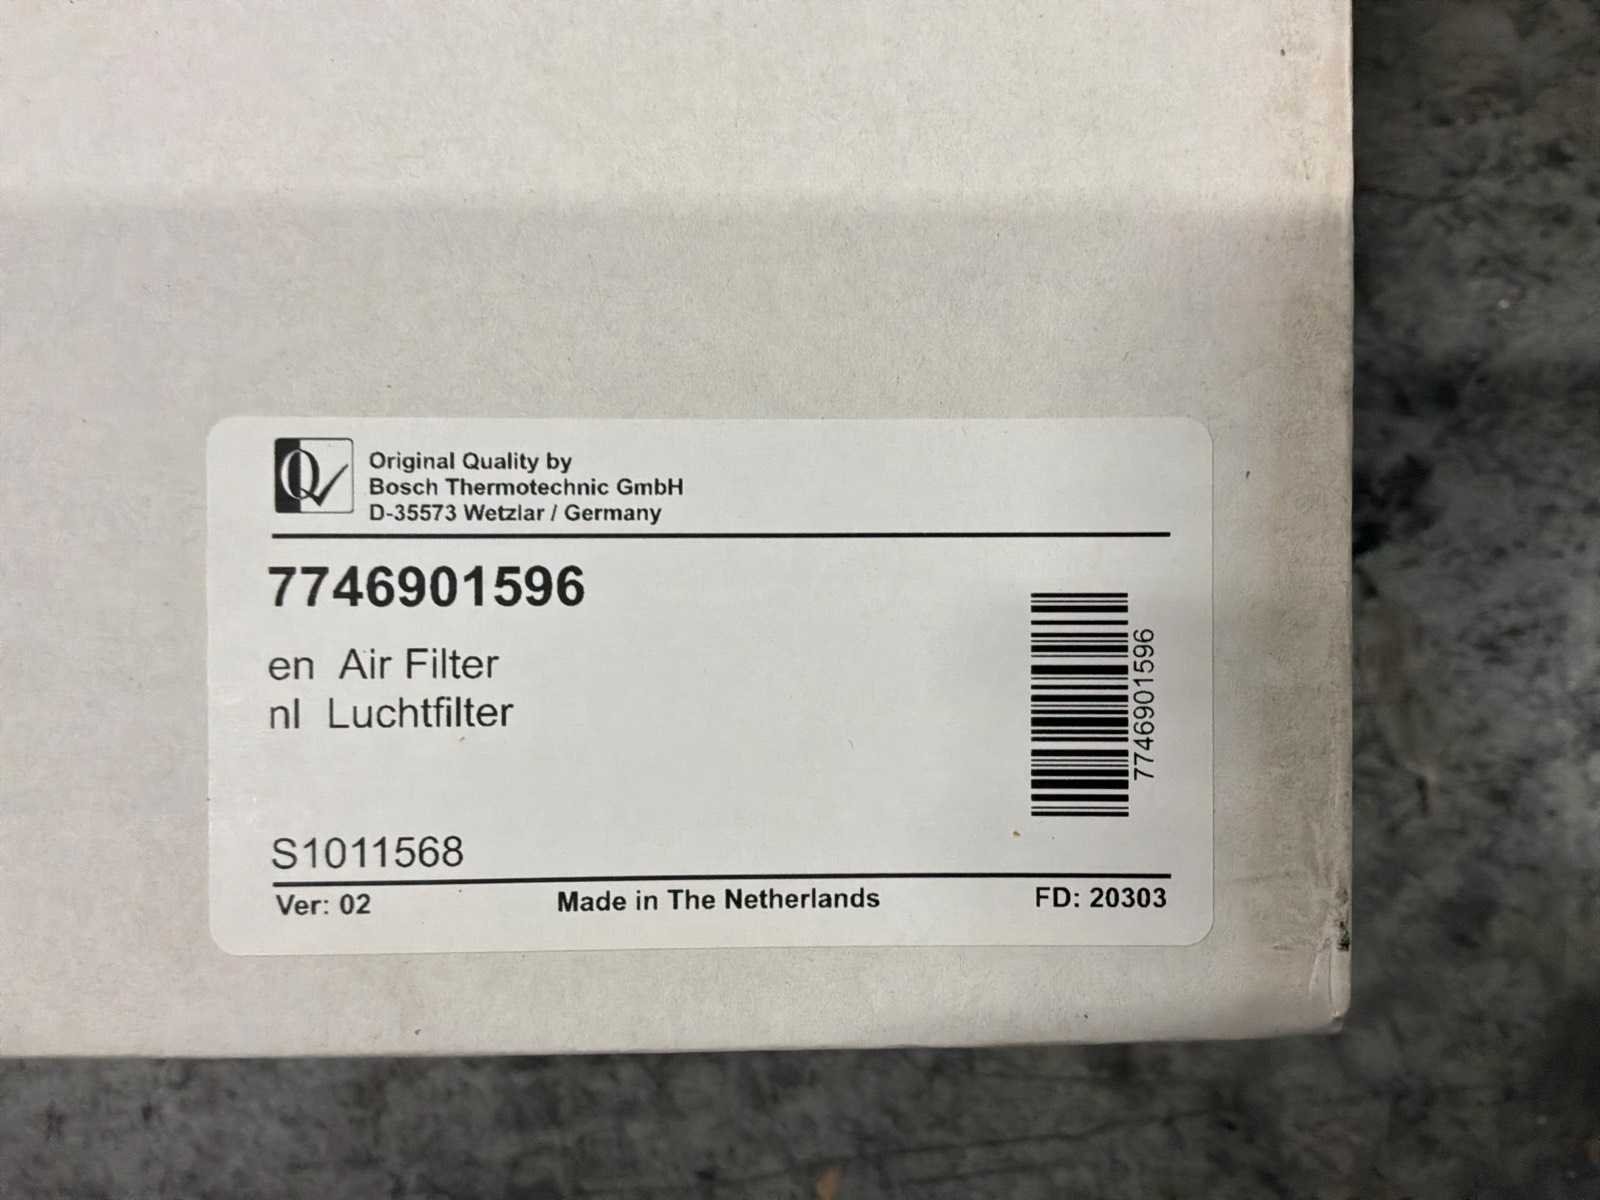 Original Quality by
Bosch Thermotechnic GmbH
D-35573 Wetzlar / Germany
7746901596
en Air Filter
nl Luchtfilter
7746901596
S1011568
Ver: 02 Made in The Netherlands FD: 20303